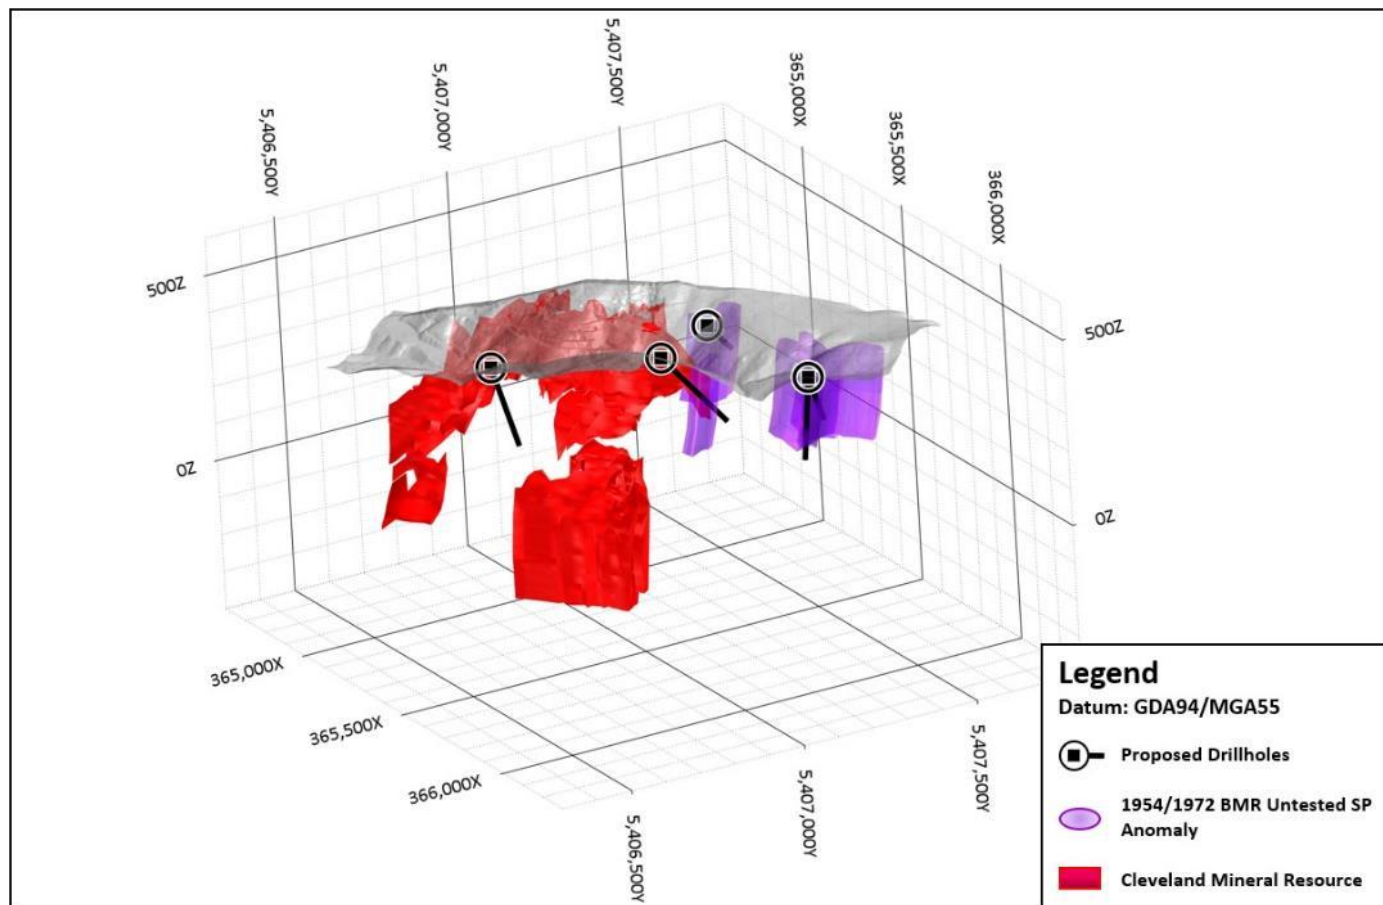 5,407,500Y
5,407,000Y
5,406,500Y
365,000X
365,500X
366,000X
500Z
0Z
500Z
0Z
365,000X
365,500X
366,000X
5,406,500Y
5,407,000Y
5,407,500Y
Legend
Datum: GDA94/MGA55
Proposed Drillholes
1954/1972 BMR Untested SP
Anomaly
Cleveland Mineral Resource